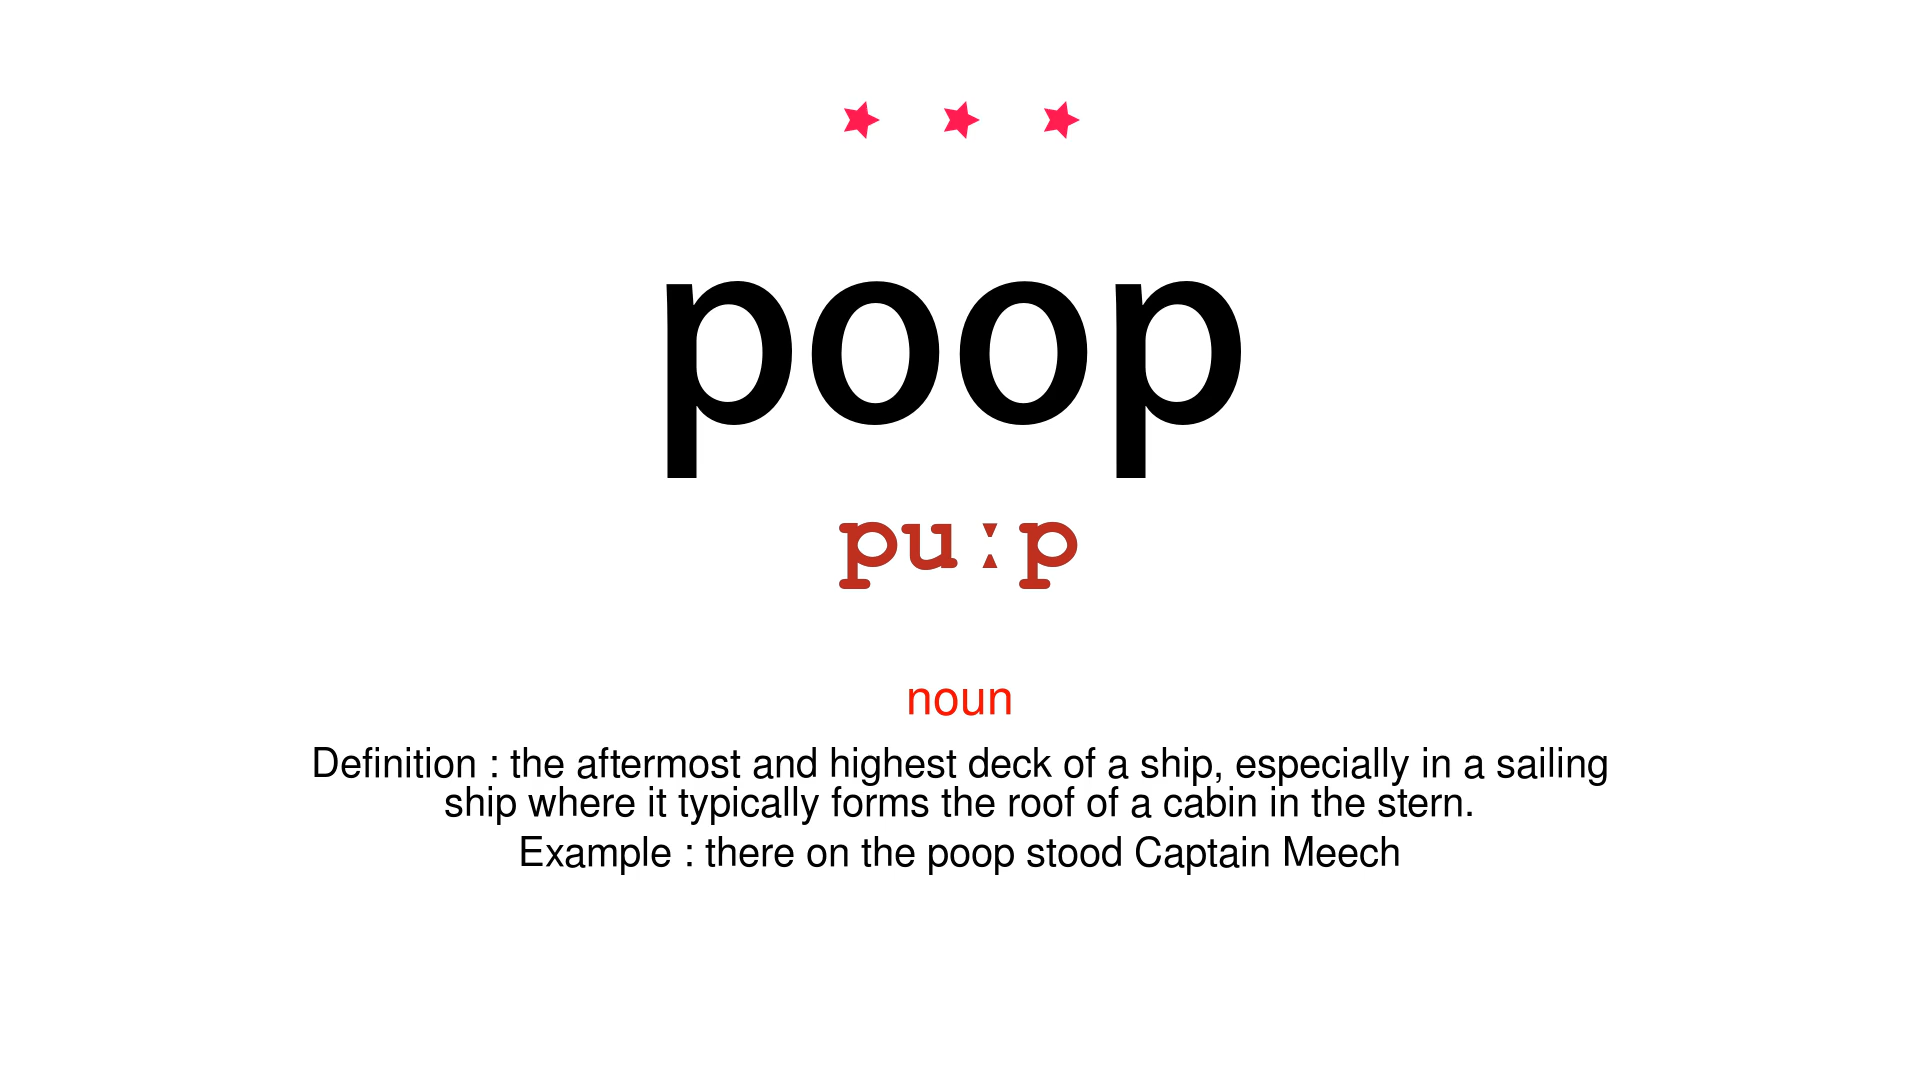 poop
puːp
noun
Definition : the aftermost and highest deck of a ship, especially in a sailing
ship where it typically forms the roof of a cabin in the stern.
Example : there on the poop stood Captain Meech